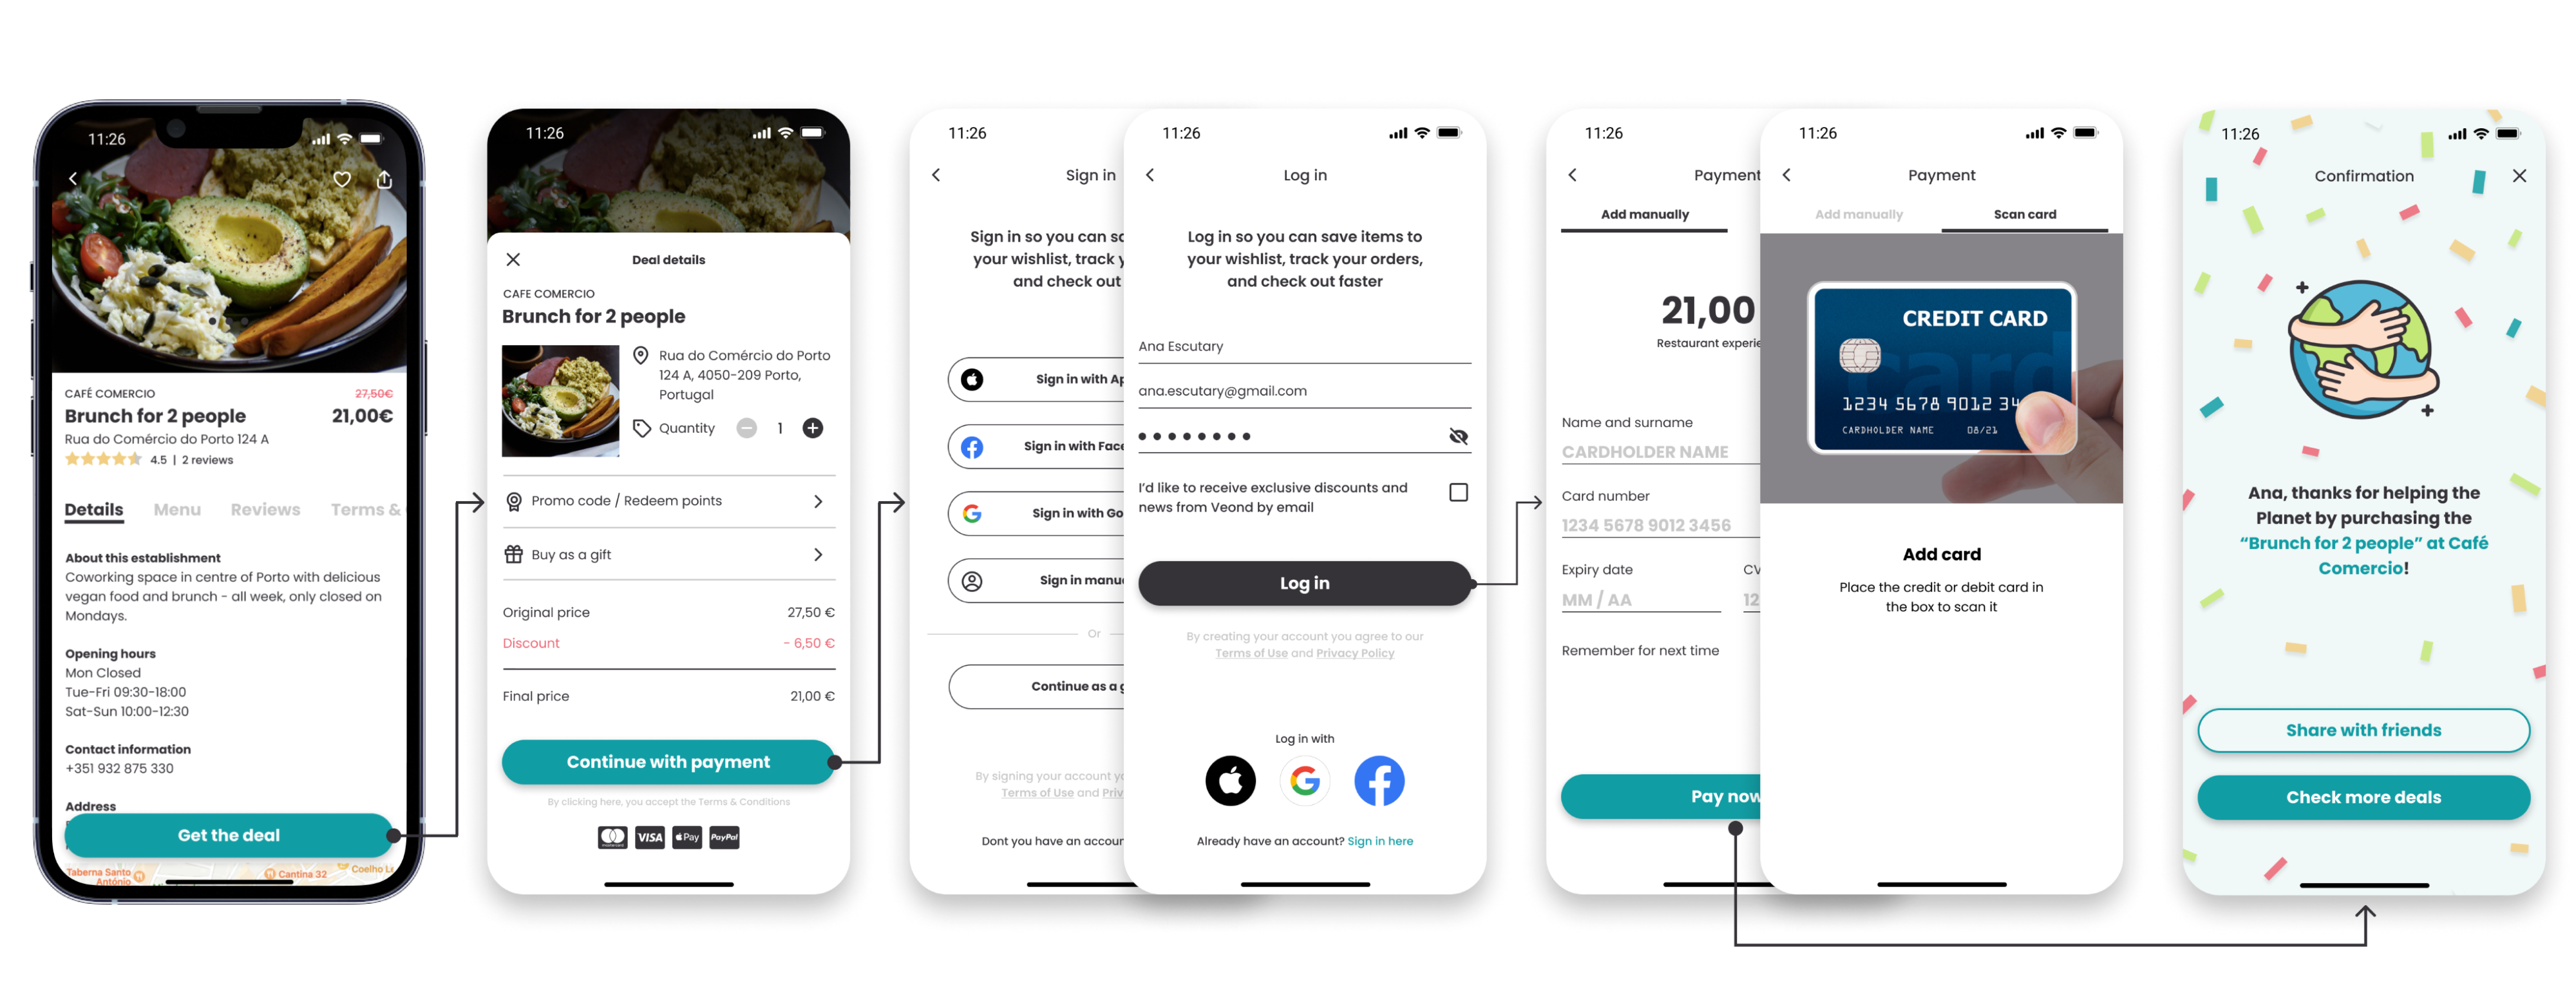 11:26
CAFÉ COMERCIO
27,50€
Brunch for 2 people
21,00€
Rua do Comércio do Porto 124 A
4.5 | 2 reviews
Details
Menu
Reviews
Terms &
About this establishment
Coworking space in centre of Porto with delicious
vegan food and brunch - all week, only closed on
Mondays.
Opening hours
Mon Closed
Tue-Fri 09:30-18:00
Sat-Sun 10:00-12:30
Contact information
+351 932 875 330
Address
Get the deal
Taberna Santo
António
Cantina 32
Coelho
11:26
Deal details
CAFE COMERCIO
Brunch for 2 people
Rua do Comércio do Porto
124 A, 4050-209 Porto,
Portugal
Quantity
1
Promo code / Redeem points
Buy as a gift
Original price
27,50 €
Discount
- 6,50 €
Final price
21,00 €
Continue with payment
By clicking here, you accept the Terms & Conditions
mastercard
VISA
Pay
PayPal
11:26
Sign in
Sign in so you can sa
your wishlist, track y
and check out
Sign in with Ap
Sign in with Face
Sign in with Go
Sign in manu
Or
Continue as a g
By signing your account yo
Terms of Use and Priv
Dont you have an accour
11:26
Log in
Log in so you can save items to
your wishlist, track your orders,
and check out faster
Ana Escutary
ana.escutary@gmail.com
I'd like to receive exclusive discounts and
news from Veond by email
Log in
By creating your account you agree to our
Terms of Use and Privacy Policy
Log in with
Already have an account? Sign in here
11:26
Payment
Add manually
21,00
Restaurant experie
Name and surname
CARDHOLDER NAME
Card number
1234 5678 9012 3456
Expiry date
CV
MM / AA
12
Remember for next time
Pay now
11:26
Payment
Add manually
Scan card
CREDIT CARD
card
1234 5678 9012 34
CARDHOLDER NAME
08/21
Add card
Place the credit or debit card in
the box to scan it
11:26
Confirmation
Ana, thanks for helping the
Planet by purchasing the
“Brunch for 2 people” at Café
Comercio!
Share with friends
Check more deals